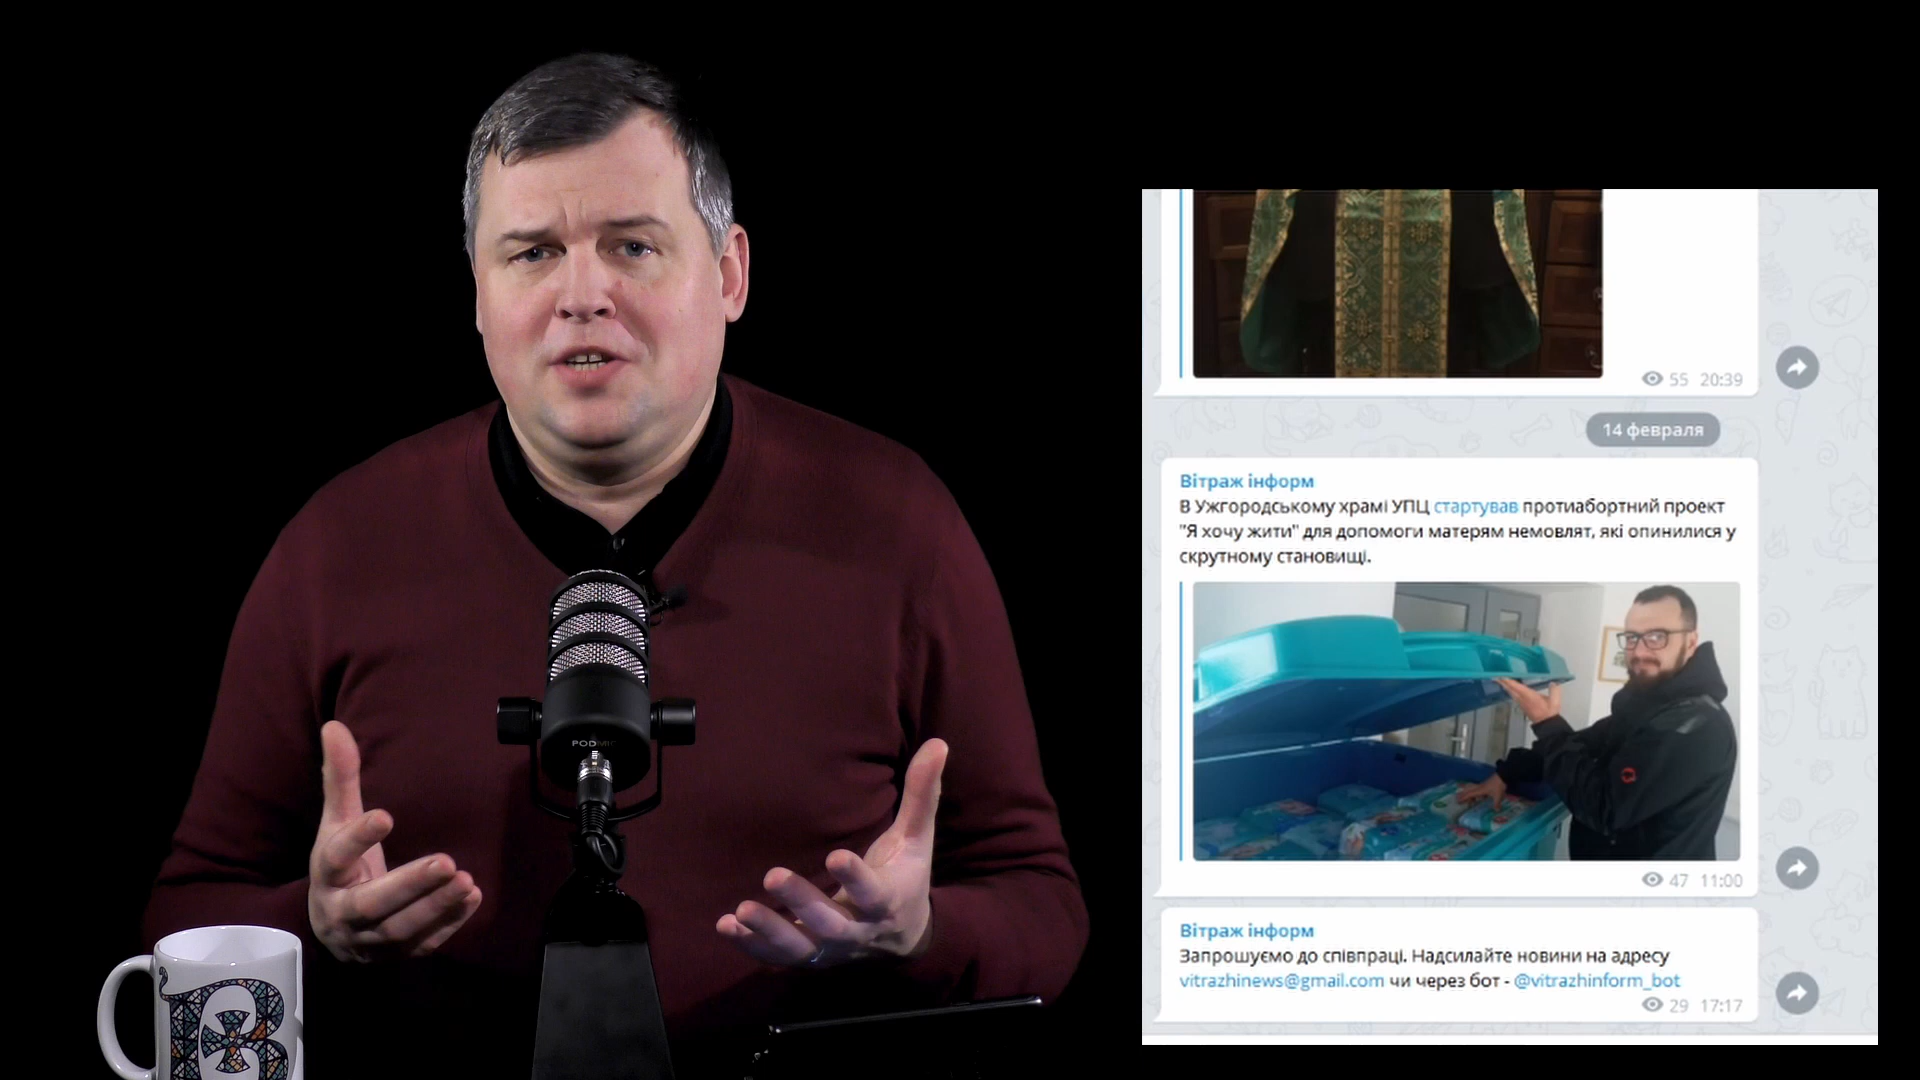 55 20:39
14 февраля
Вітраж інформ
В Ужгородському храмі УПЦ стартував протиабортний проект
"Я хочу жити" для допомоги матерям немовлят, які опинилися у
скрутному становищі.
47 11:00
Вітраж інформ
Запрошуємо до співпраці. Надсилайте новини на адресу
vitrazhinews@gmail.com чи через бот - @vitrazhinform_bot
29 17:17
PODMIC
В